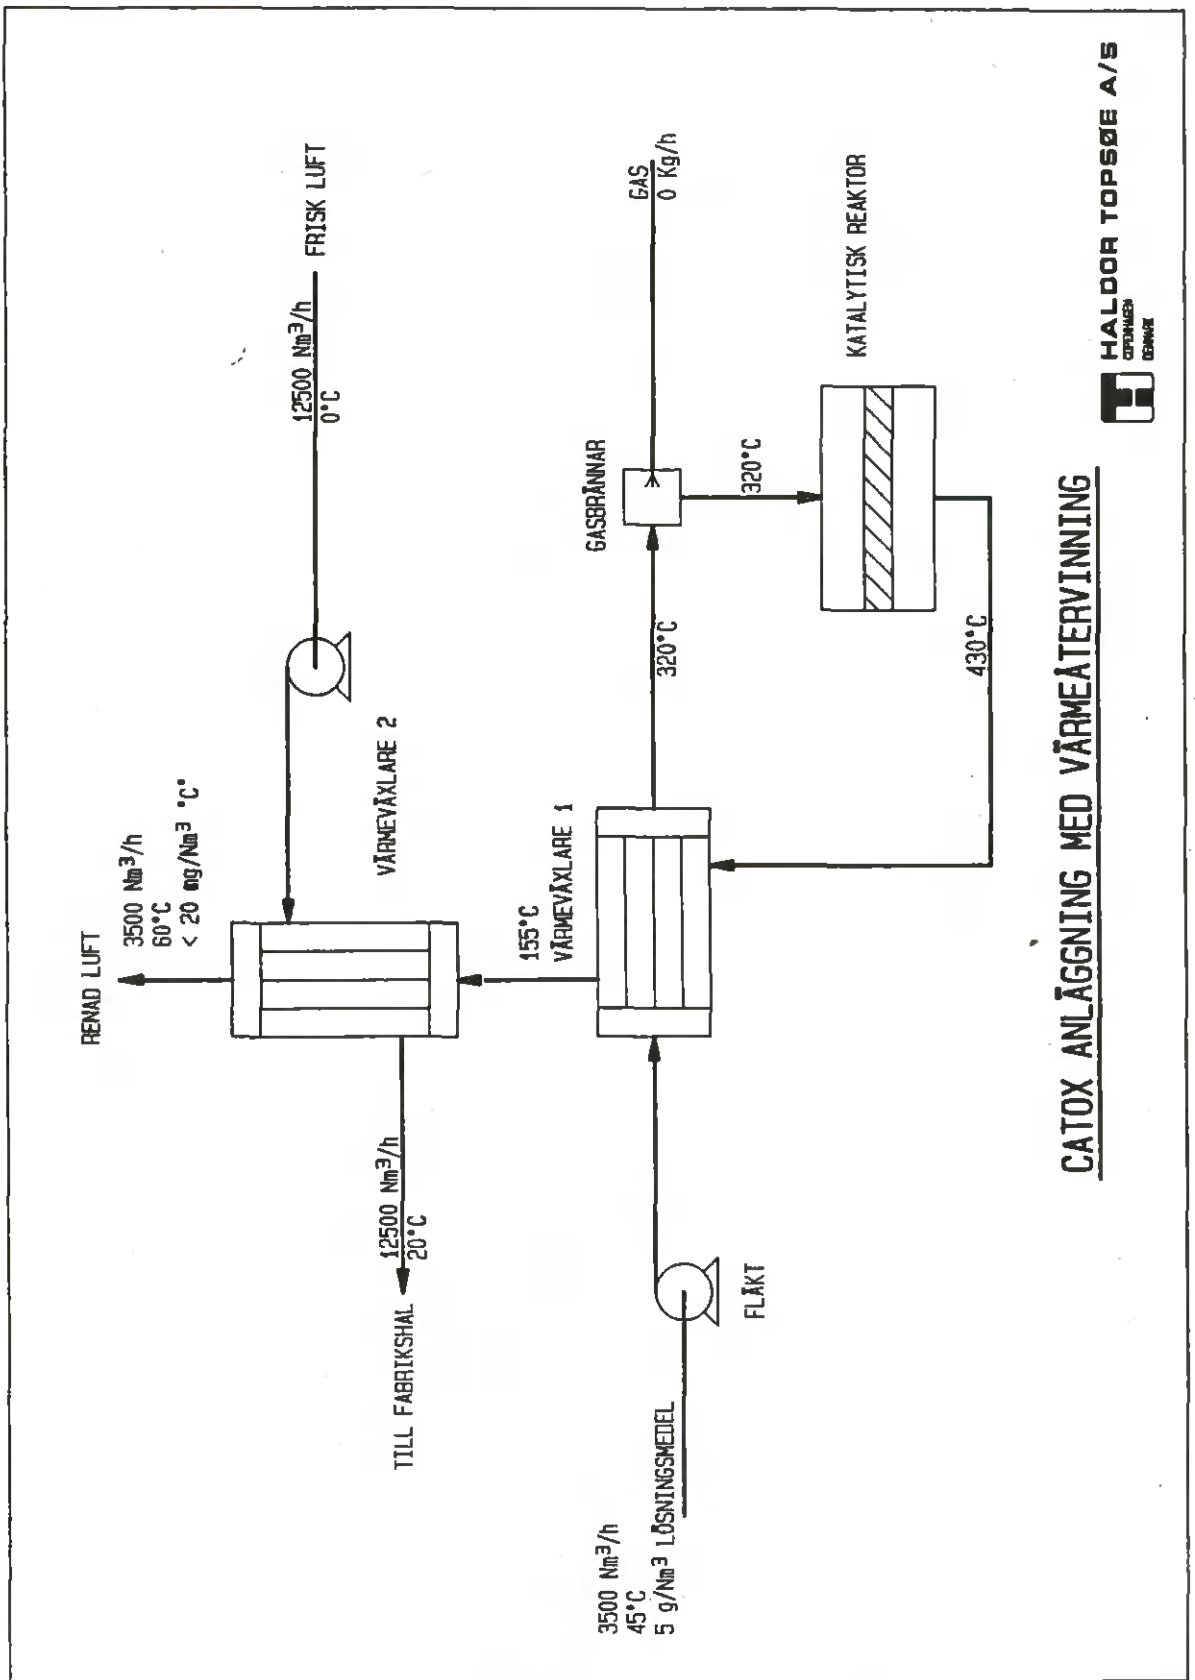 RENAD LUFT
3500 Nm³/h
60°C
< 20 mg/Nm³ "C"
12500 Nm³/h
0°C
FRISK LUFT
VÄRMEVÄXLARE 2
12500 Nm³/h
20°C
TILL FABRIKSHAL
155°C
VÄRMEVÄXLARE 1
GASBRÄNNAR
GAS
0 Kg/h
320°C
320°C
KATALYTISK REAKTOR
430°C
3500 Nm³/h
45°C
5 g/Nm³ LÖSNINGSMEDEL
FLÄKT
CATOX ANLÄGGNING MED VÄRMEÅTERVINNING
HALDOR TOPSØE A/S
COPENHAGEN
DENMARK